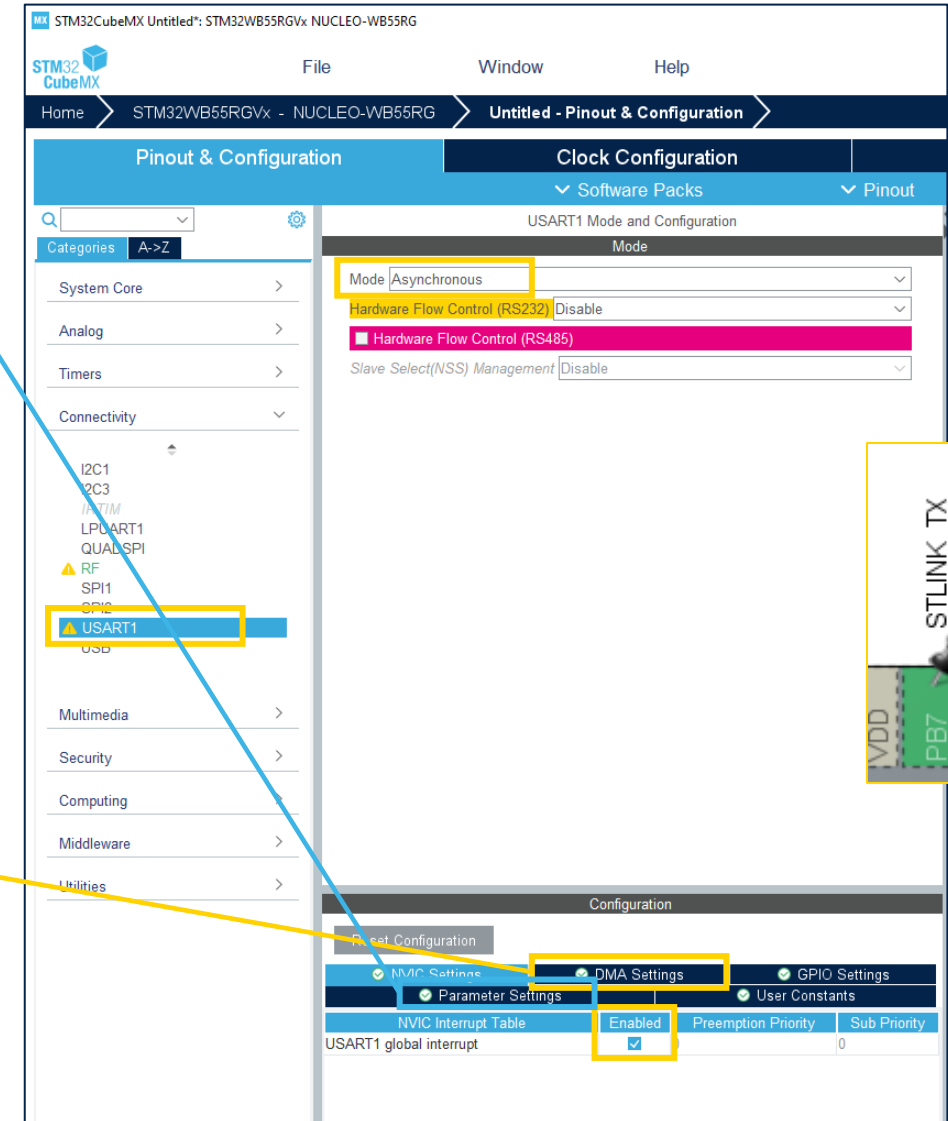 MX STM32CubeMX Untitled*: STM32WB55RGVx NUCLEO-WB55RG
STM32
CubeMX
File Window Help
Home STM32WB55RGVx - NUCLEO-WB55RG Untitled - Pinout & Configuration
Pinout & Configuration Clock Configuration
Software Packs Pinout
USART1 Mode and Configuration
Categories A->Z
Mode
System Core
Analog
Timers
Connectivity
I2C1
I2C3
IRTIM
LPUART1
QUADSPI
RF
SPI1
SPI2
USART1
USB
Multimedia
Security
Computing
Middleware
Utilities
Mode Asynchronous
Hardware Flow Control (RS232) Disable
Hardware Flow Control (RS485)
Slave Select(NSS) Management Disable
STLINK TX
VDD
PB7
Configuration
Reset Configuration
NVIC Settings DMA Settings GPIO Settings
Parameter Settings User Constants
NVIC Interrupt Table Enabled Preemption Priority Sub Priority
USART1 global interrupt 0